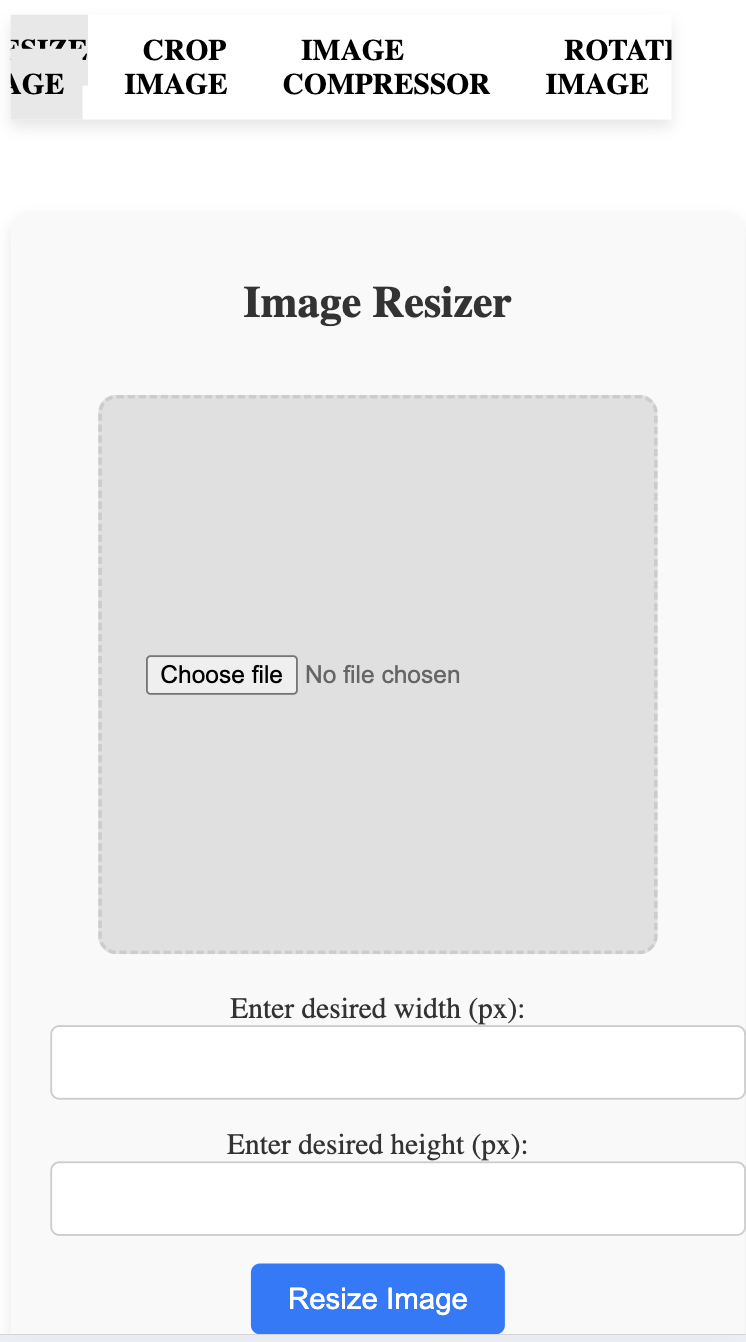 CROP IMAGE ROTATE
AGE IMAGE COMPRESSOR IMAGE
Image Resizer
Choose file No file chosen
Enter desired width (px):
Enter desired height (px):
Resize Image